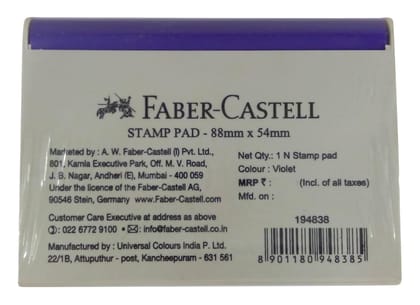 FABER-CASTELL
STAMP PAD - 88mm x 54mm
Marketed by : A. W. Faber-Castell (I) Pvt. Ltd.,
801, Kamla Executive Park, Off. M. V. Road,
J. B. Nagar, Andheri (E), Mumbai - 400 059
Under the licence of the Faber-Castell AG,
90546 Stein, Germany www.Faber-Castell.com
Net Qty.: 1 N Stamp pad
Colour : Violet
MRP ₹ : (Incl. of all taxes)
Mfd. on :
Customer Care Executive at address as above
: 022 6772 9100 • : info@faber-castell.co.in
Manufactured by : Universal Colours India P. Ltd.
22/1B, Attuputhur - post, Kancheepuram - 631 561
194838
8 901180 948385